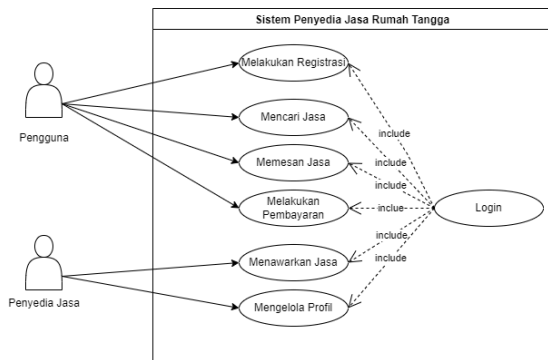 Sistem Penyedia Jasa Rumah Tangga
Melakukan Registrasi
Pengguna
Mencari Jasa
include
Memesan Jasa
include
include
Melakukan
Pembayaran
inclue
Login
Menawarkan Jasa
include
include
Penyedia Jasa
Mengelola Profil